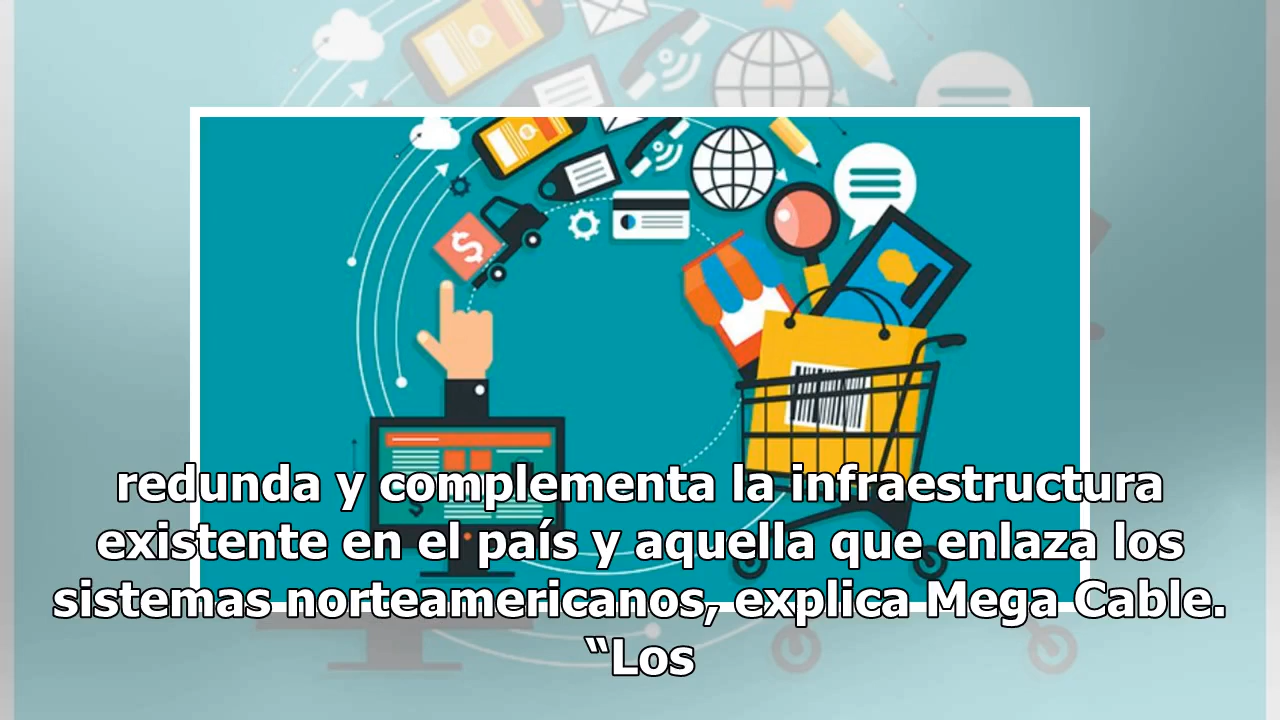 $
$
redunda y complementa la infraestructura
existente en el país y aquella que enlaza los
sistemas norteamericanos, explica Mega Cable.
“Los